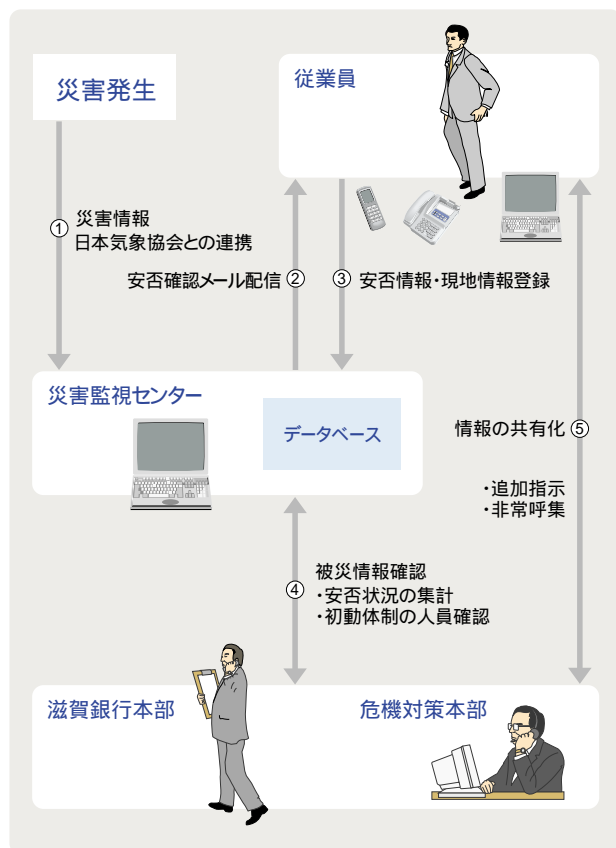 災害発生
従業員
①災害情報
日本気象協会との連携
安否確認メール配信②
③安否情報・現地情報登録
災害監視センター
データベース
情報の共有化⑤
・追加指示
・非常呼集
④被災情報確認
・安否状況の集計
・初動体制の人員確認
滋賀銀行本部
危機対策本部